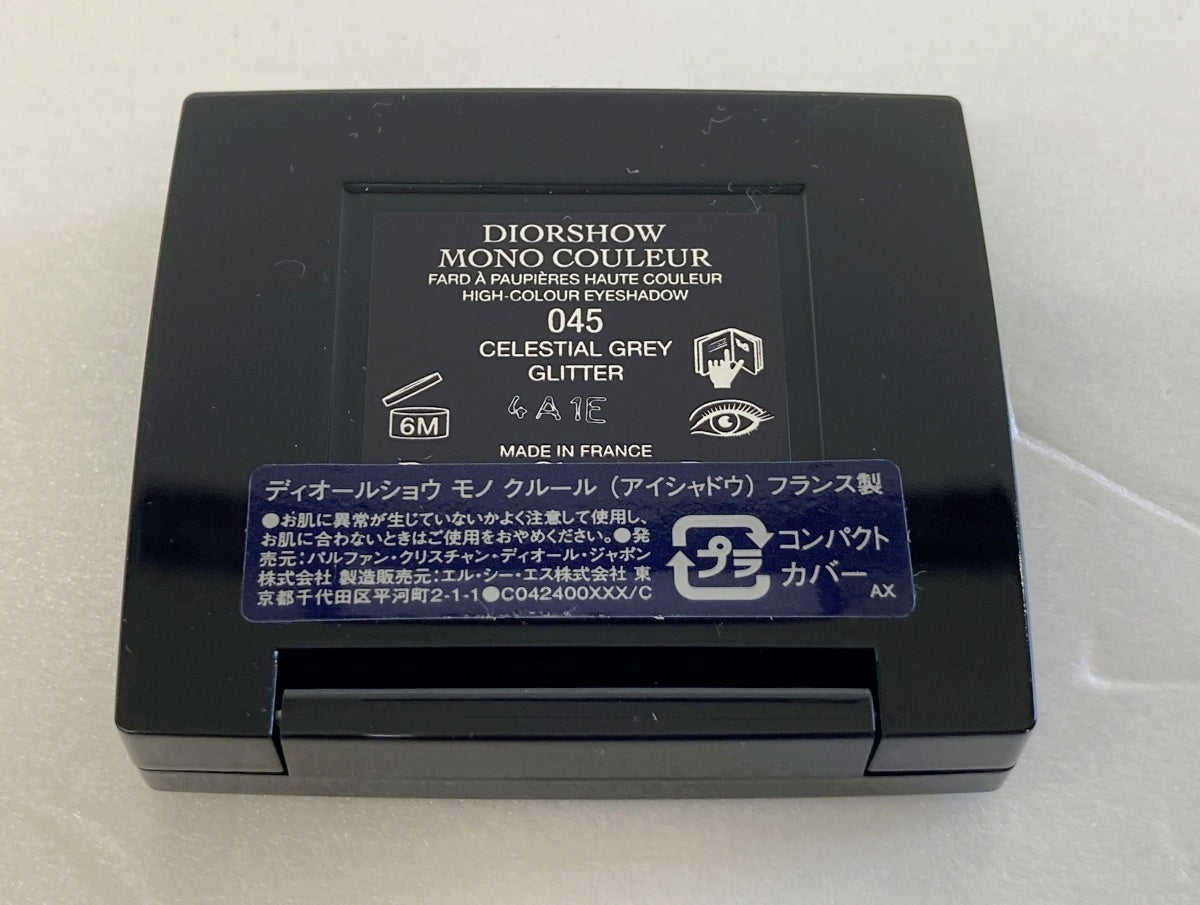 DIORSHOW
MONO COULEUR
FARD À PAUPIÈRES HAUTE COULEUR
HIGH-COLOUR EYESHADOW
045
CELESTIAL GREY
GLITTER
6M
4A1E
MADE IN FRANCE
ディオールショウ モノ クルール（アイシャドウ）フランス製
●お肌に異常が生じていないかよく注意して使用し、
お肌に合わないときはご使用をおやめください。●発
売元：パルファン・クリスチャン・ディオール・ジャポン
株式会社 製造販売元：エル・シー・エス株式会社 東
京都千代田区平河町2-1-1●C042400XXX/C
プラ
コンパクト
カバー
AX